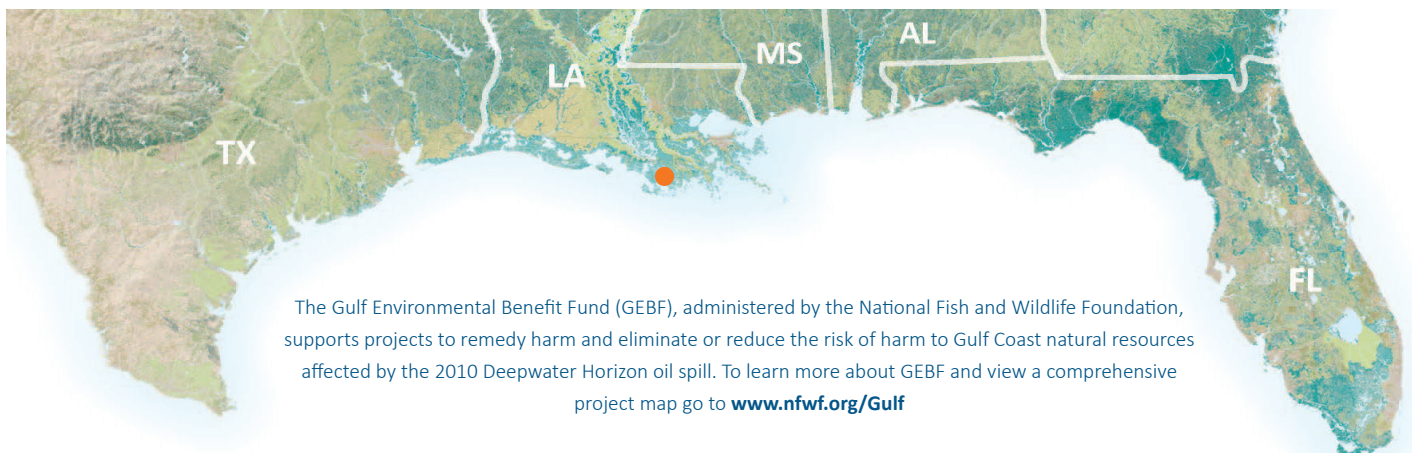 AL
MS
LA
TX
FL
The Gulf Environmental Benefit Fund (GEBF), administered by the National Fish and Wildlife Foundation,
supports projects to remedy harm and eliminate or reduce the risk of harm to Gulf Coast natural resources
affected by the 2010 Deepwater Horizon oil spill. To learn more about GEBF and view a comprehensive
project map go to www.nfwf.org/Gulf